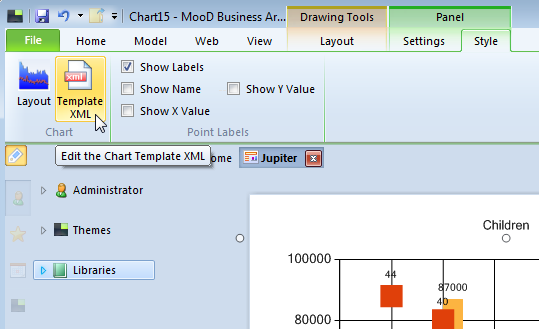 Chart15 - MooD Business Ar...
Drawing Tools
Panel
File
Home
Model
Web
View
Layout
Settings
Style
xml
Layout
Template
XML
Show Labels
Show Name
Show Y Value
Show X Value
Chart
Point Labels
Edit the Chart Template XML
ome
Jupiter
Administrator
Themes
Libraries
Children
100000
44
87000
40
80000